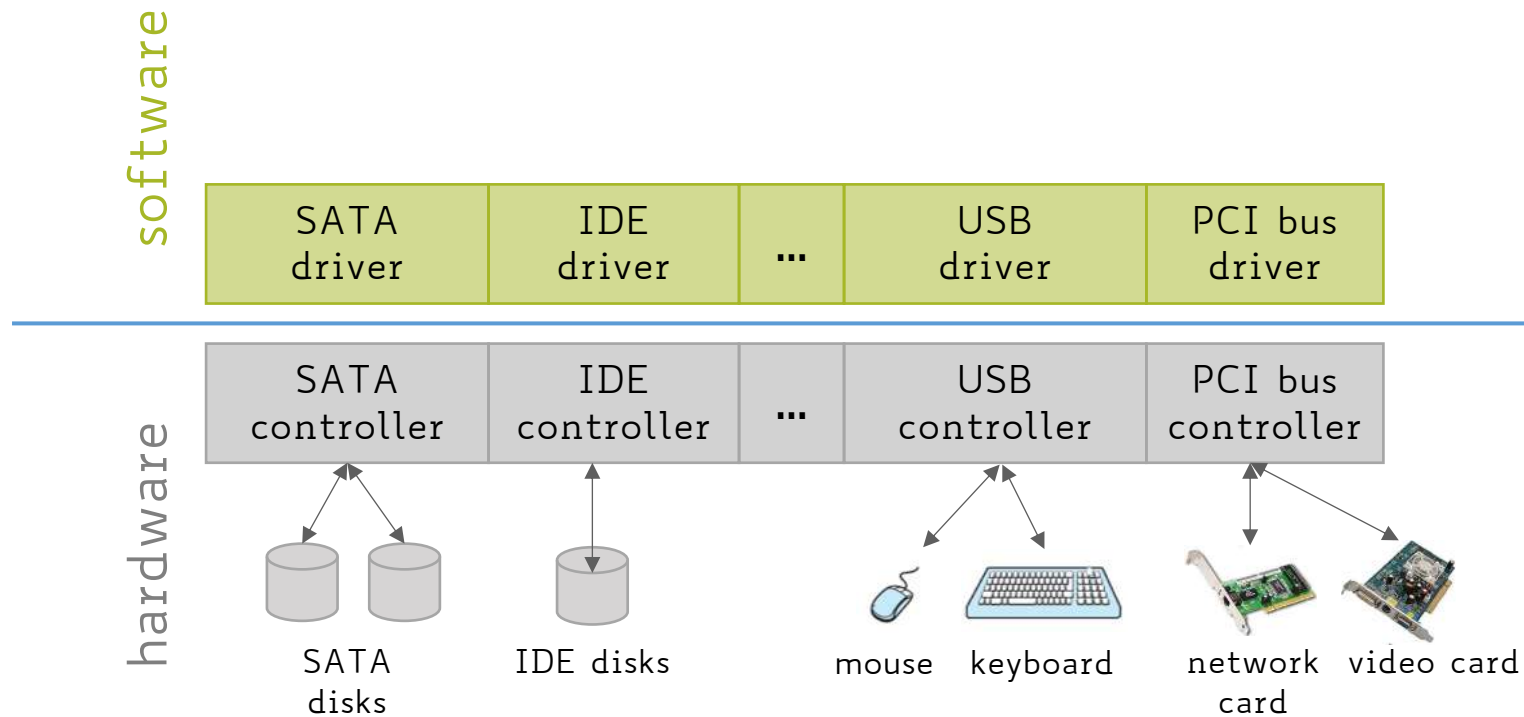 software
SATA
driver
IDE
driver
...
USB
driver
PCI bus
driver
hardware
SATA
controller
IDE
controller
...
USB
controller
PCI bus
controller
SATA
disks
IDE disks
mouse
keyboard
network
card
video card